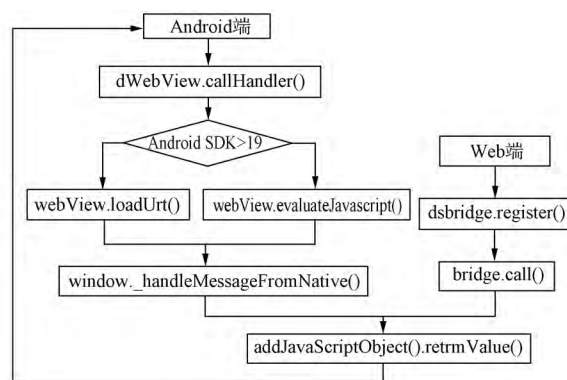 Android端
dWebView.callHandler()
Android SDK>19
Web端
webView.loadUrt()
webView.evaluateJavascript()
dsbridge.register()
window._handleMessageFromNative()
bridge.call()
addJavaScriptObject().retrmValue()